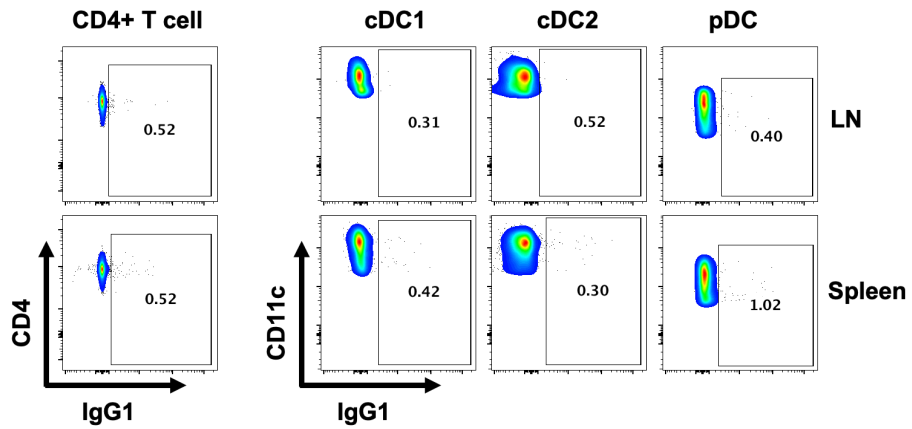 CD4+ T cell
cDC1
cDC2
pDC
0.52
0.31
0.52
0.40
LN
0.52
0.42
0.30
1.02
Spleen
CD4
CD11c
IgG1
IgG1